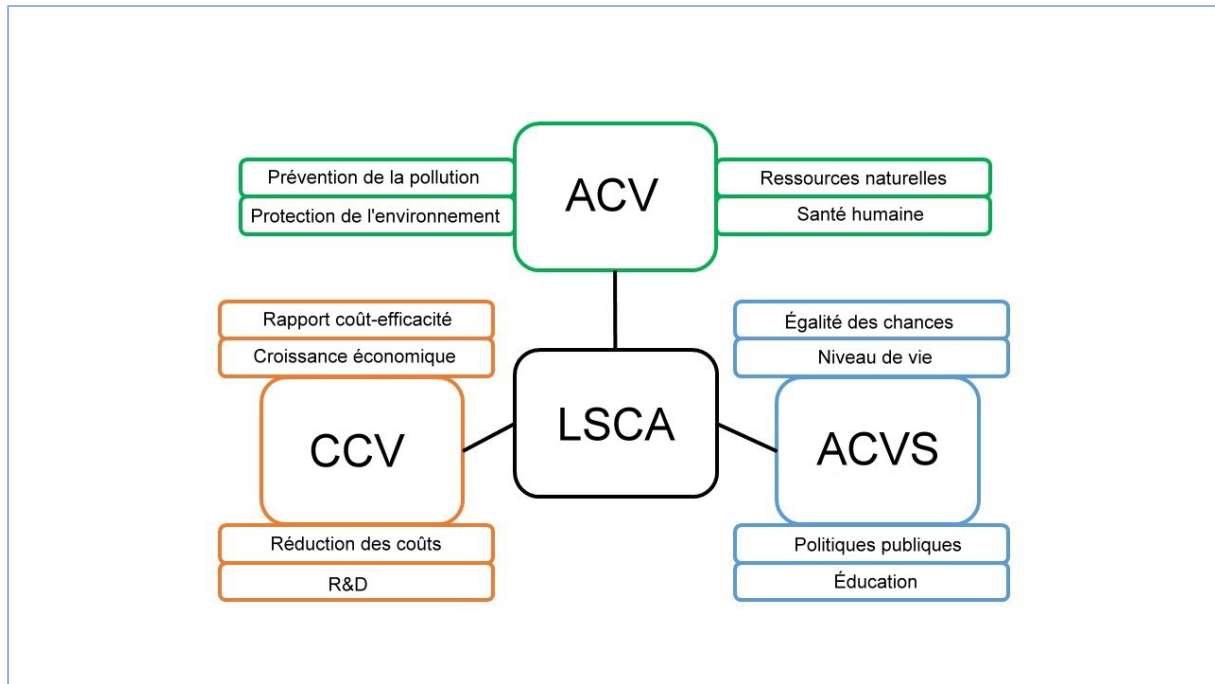 ACV
Prévention de la pollution
Protection de l'environnement
Ressources naturelles
Santé humaine
Rapport coût-efficacité
Croissance économique
CCV
Réduction des coûts
R&D
LSCA
Égalité des chances
Niveau de vie
ACVS
Politiques publiques
Éducation